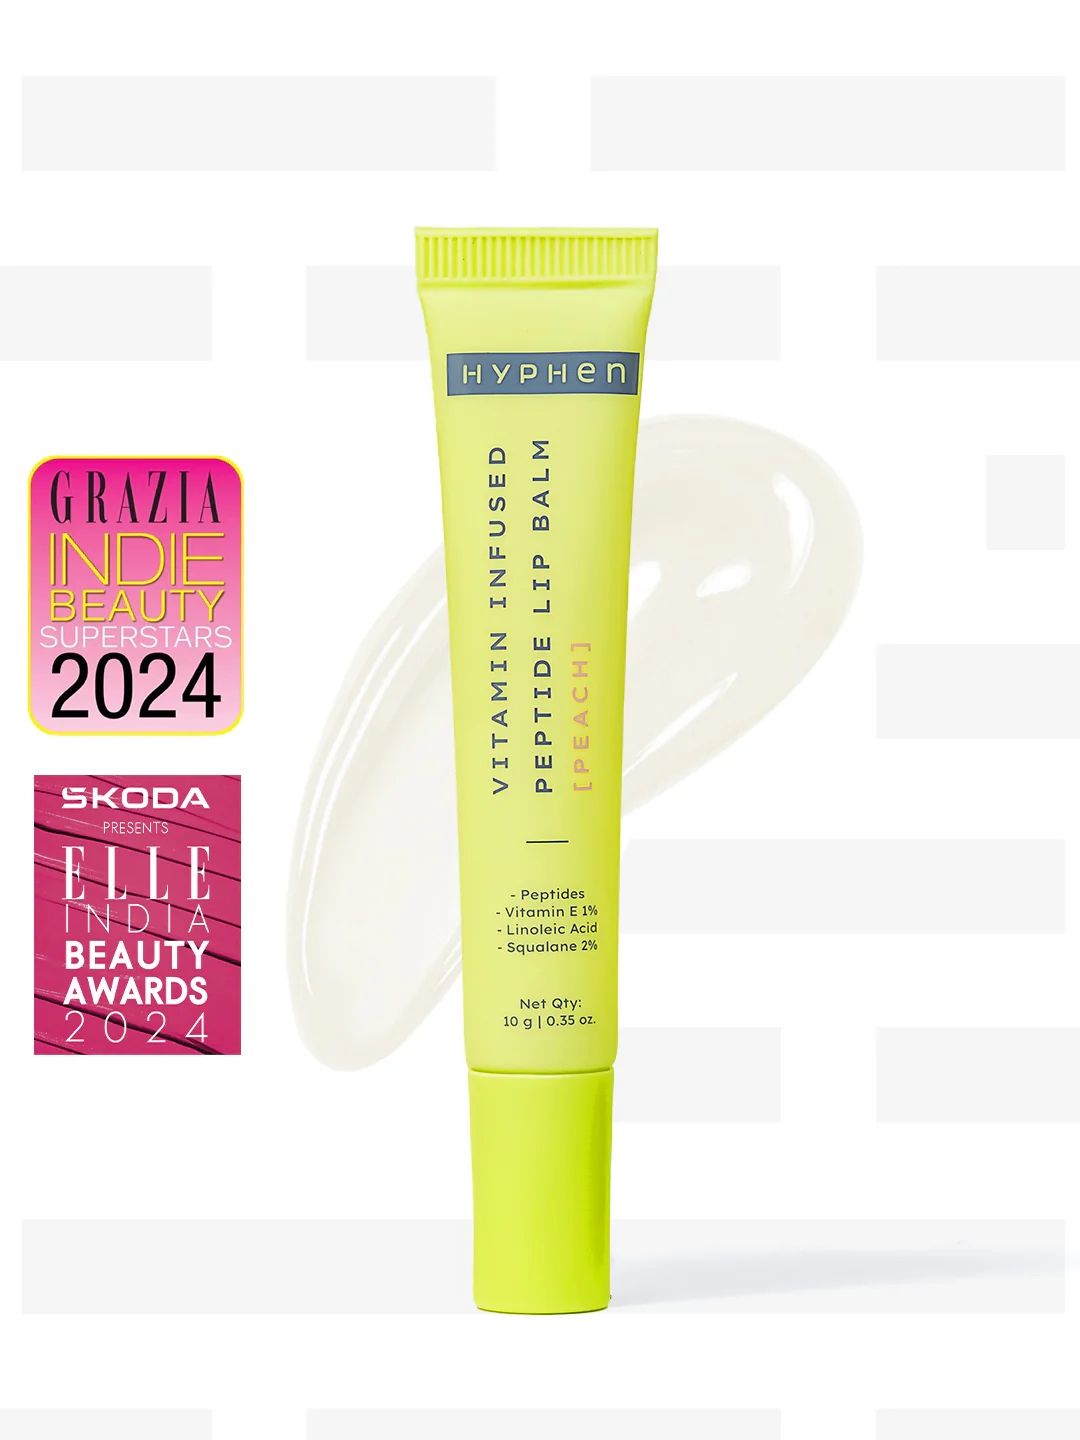 HYPHEN
VITAMIN INFUSED
PEPTIDE LIP BALM
[PEACH]
- Peptides
- Vitamin E 1%
- Linoleic Acid
- Squalane 2%
Net Qty:
10 g | 0.35 oz.
GRAZIA
INDIE
BEAUTY
SUPERSTARS
2024
ŠKODA
PRESENTS
ELLE
INDIA
BEAUTY
AWARDS
2024